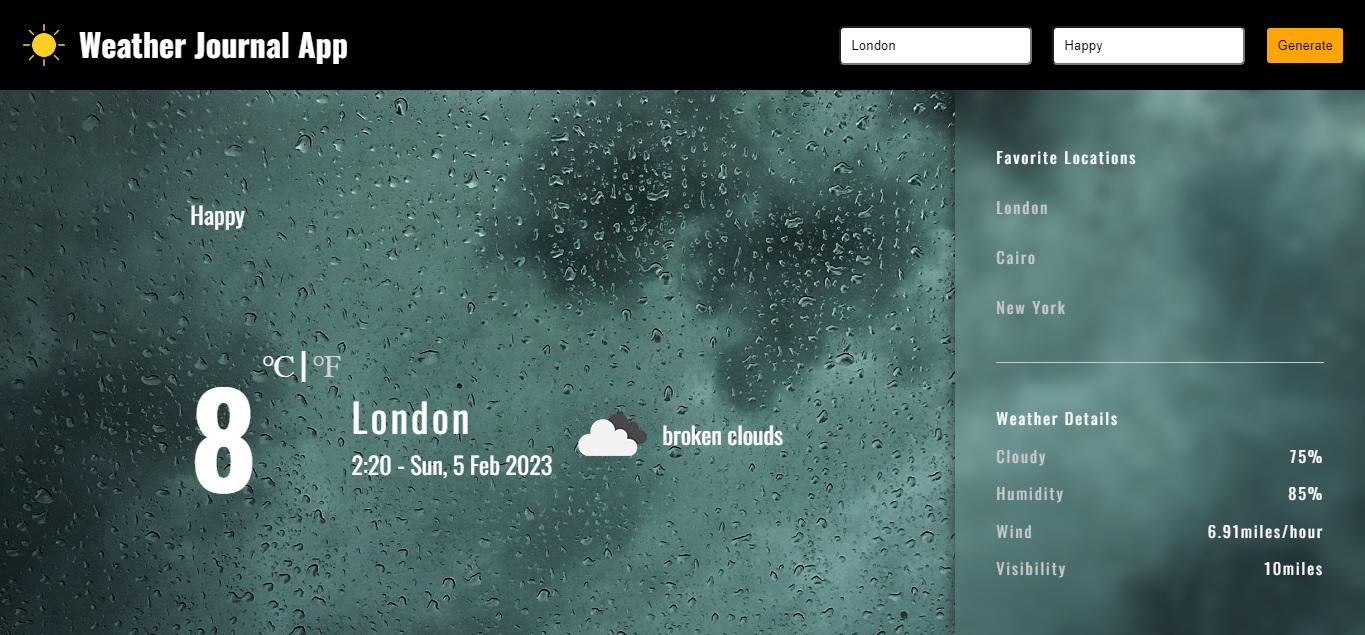 Weather Journal App
London
Happy
Generate
Happy
°C|°F
8
London
2:20 - Sun, 5 Feb 2023
broken clouds
Favorite Locations
London
Cairo
New York
Weather Details
Cloudy 75%
Humidity 85%
Wind 6.91miles/hour
Visibility 10miles